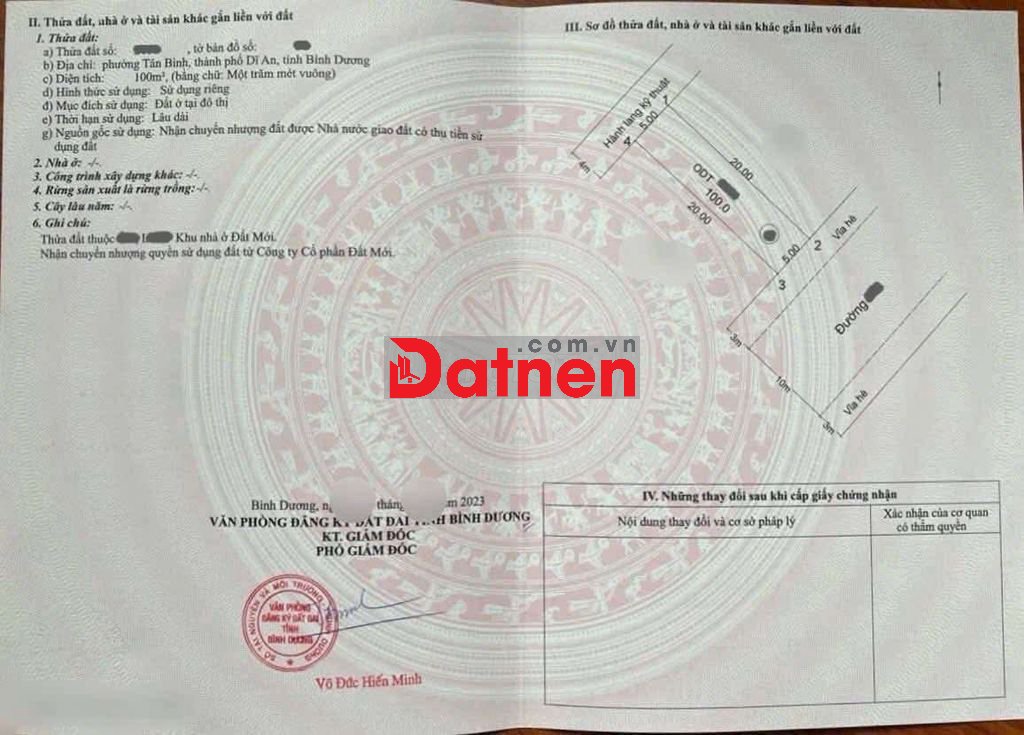 II. Thửa đất, nhà ở và tài sản khác gắn liền với đất
1. Thửa đất:
a) Thửa đất số: , tờ bản đồ số:
b) Địa chỉ: phường Tân Bình, thành phố Dĩ An, tỉnh Bình Dương
c) Diện tích: 100m², (bằng chữ: Một trăm mét vuông)
d) Hình thức sử dụng: Sử dụng riêng
đ) Mục đích sử dụng: Đất ở tại đô thị
e) Thời hạn sử dụng: Lâu dài
g) Nguồn gốc sử dụng: Nhận chuyển nhượng đất được Nhà nước giao đất có thu tiền sử
dụng đất
2. Nhà ở: -/-.
3. Công trình xây dựng khác: -/-.
4. Rừng sản xuất là rừng trồng:-/-.
5. Cây lâu năm: -/-.
6. Ghi chú:
Thửa đất thuộc Khu nhà ở Đất Mới.
Nhận chuyển nhượng quyền sử dụng đất từ Công ty Cổ phần Đất Mới.
Bình Dương, tháng 2023
VĂN PHÒNG ĐĂNG KÝ ĐẤT ĐAI TỈNH BÌNH DƯƠNG
KT. GIÁM ĐỐC
PHÓ GIÁM ĐỐC
SỞ TÀI NGUYÊN VÀ MÔI TRƯỜNG BÌNH DƯƠNG
VĂN PHÒNG
ĐĂNG KÝ ĐẤT ĐAI
TỈNH
BÌNH DƯƠNG
Võ Đức Hiến Minh
III. Sơ đồ thửa đất, nhà ở và tài sản khác gắn liền với đất
Hành lang kỹ thuật
1
5.00
4
4m
20.00
ODT
100.0
20.00
5.00
2
3
Vỉa hè
Đường
3m
10m
Vỉa hè
3m
.com.vn
Datnen
IV. Những thay đổi sau khi cấp giấy chứng nhận
Nội dung thay đổi và cơ sở pháp lý
Xác nhận của cơ quan
có thẩm quyền